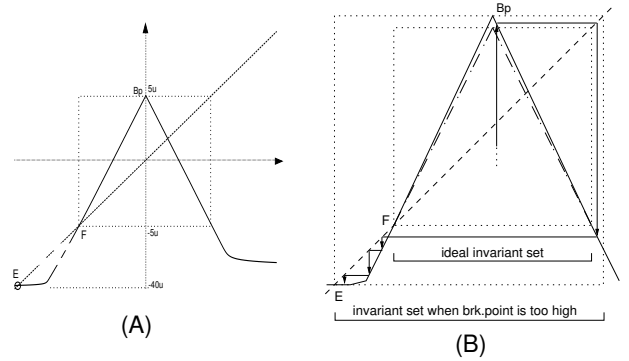 Bp
5u
F
-5u
E
-40u
(A)
Bp
F
ideal invariant set
E
invariant set when brk.point is too high
(B)